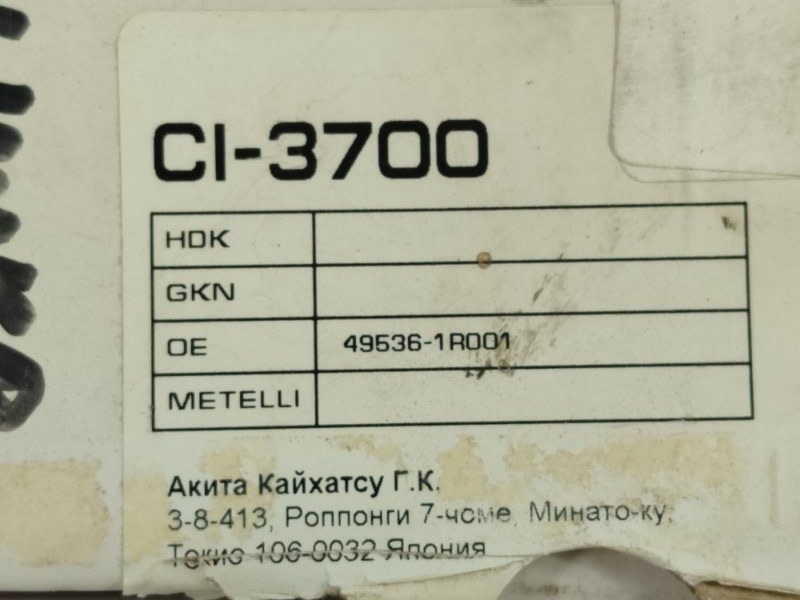 CI-3700
HDK
GKN
OE 49536-1R001
METELLI
Акита Кайхатсу Г.К.
3-8-413, Роппонги 7-чоме, Минато-ку,
Токио 106-0032 Япония